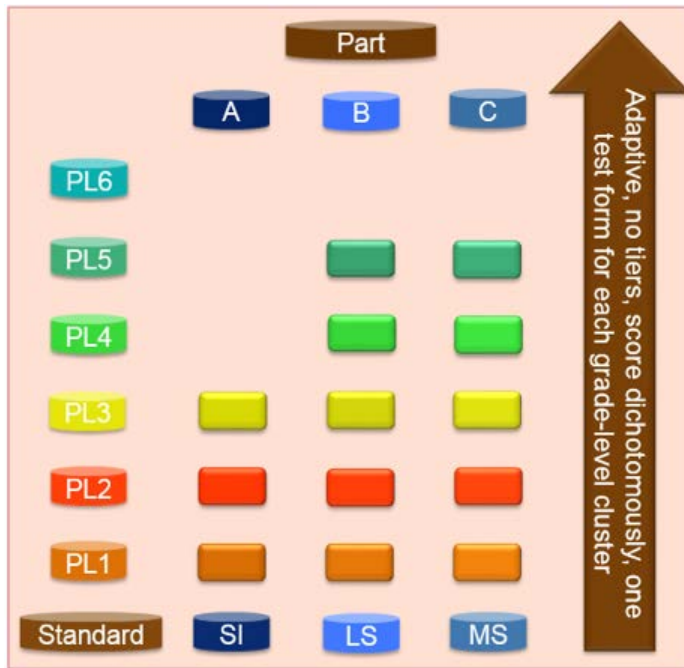 Part
A B C
PL6
PL5
PL4
PL3
PL2
PL1
Standard SI LS MS
Adaptive, no tiers, score dichotomously, one
test form for each grade-level cluster